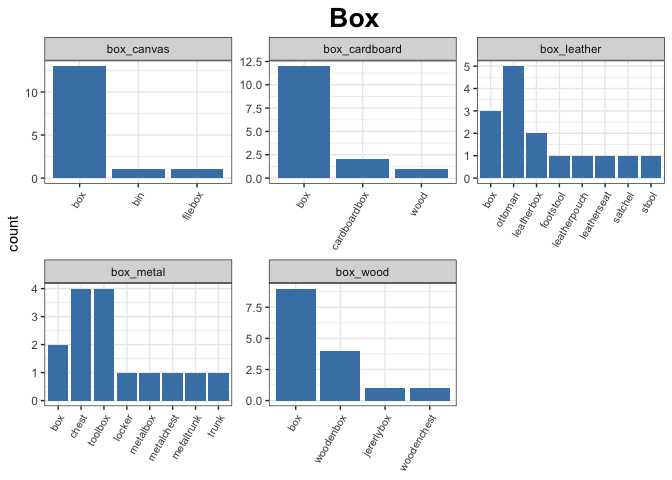 Box
box_canvas
box_cardboard
box_leather
10
5
0
12.5
10.0
7.5
5.0
2.5
0.0
5
4
3
2
1
0
box
bin
filebox
box
cardboardbox
wood
box
ottoman
leatherbox
footstool
leatherpouch
leatherseat
satchel
stool
count
box_metal
box_wood
4
3
2
1
0
7.5
5.0
2.5
0.0
box
chest
toolbox
locker
metalbox
metalchest
metaltrunk
trunk
box
woodenbox
jererlybox
woodenchest